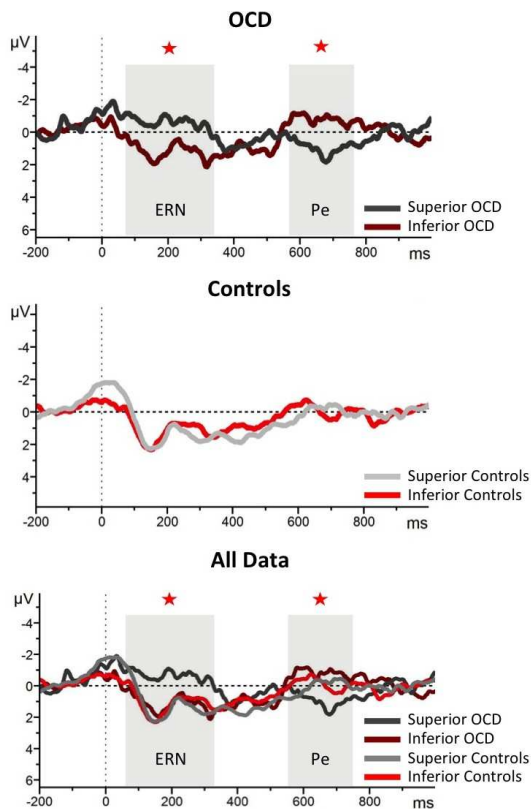 OCD
µV
-4
-2
0
2
4
6
ERN
Pe
Superior OCD
Inferior OCD
-200
0
200
400
600
800
ms
Controls
µV
-4
-2
0
2
4
Superior Controls
Inferior Controls
-200
0
200
400
600
800
ms
All Data
µV
-4
-2
0
2
4
6
ERN
Pe
Superior OCD
Inferior OCD
Superior Controls
Inferior Controls
-200
0
200
400
600
800
ms